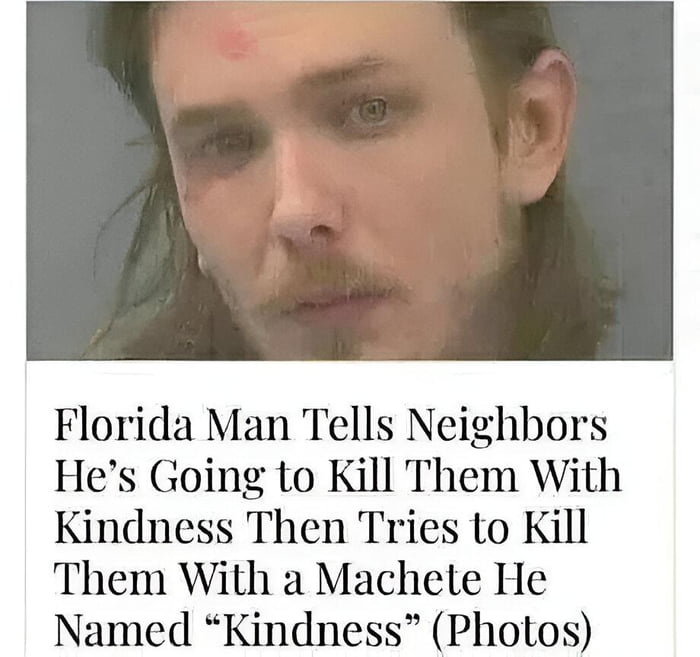 Florida Man Tells Neighbors
He’s Going to Kill Them With
Kindness Then Tries to Kill
Them With a Machete He
Named “Kindness” (Photos)